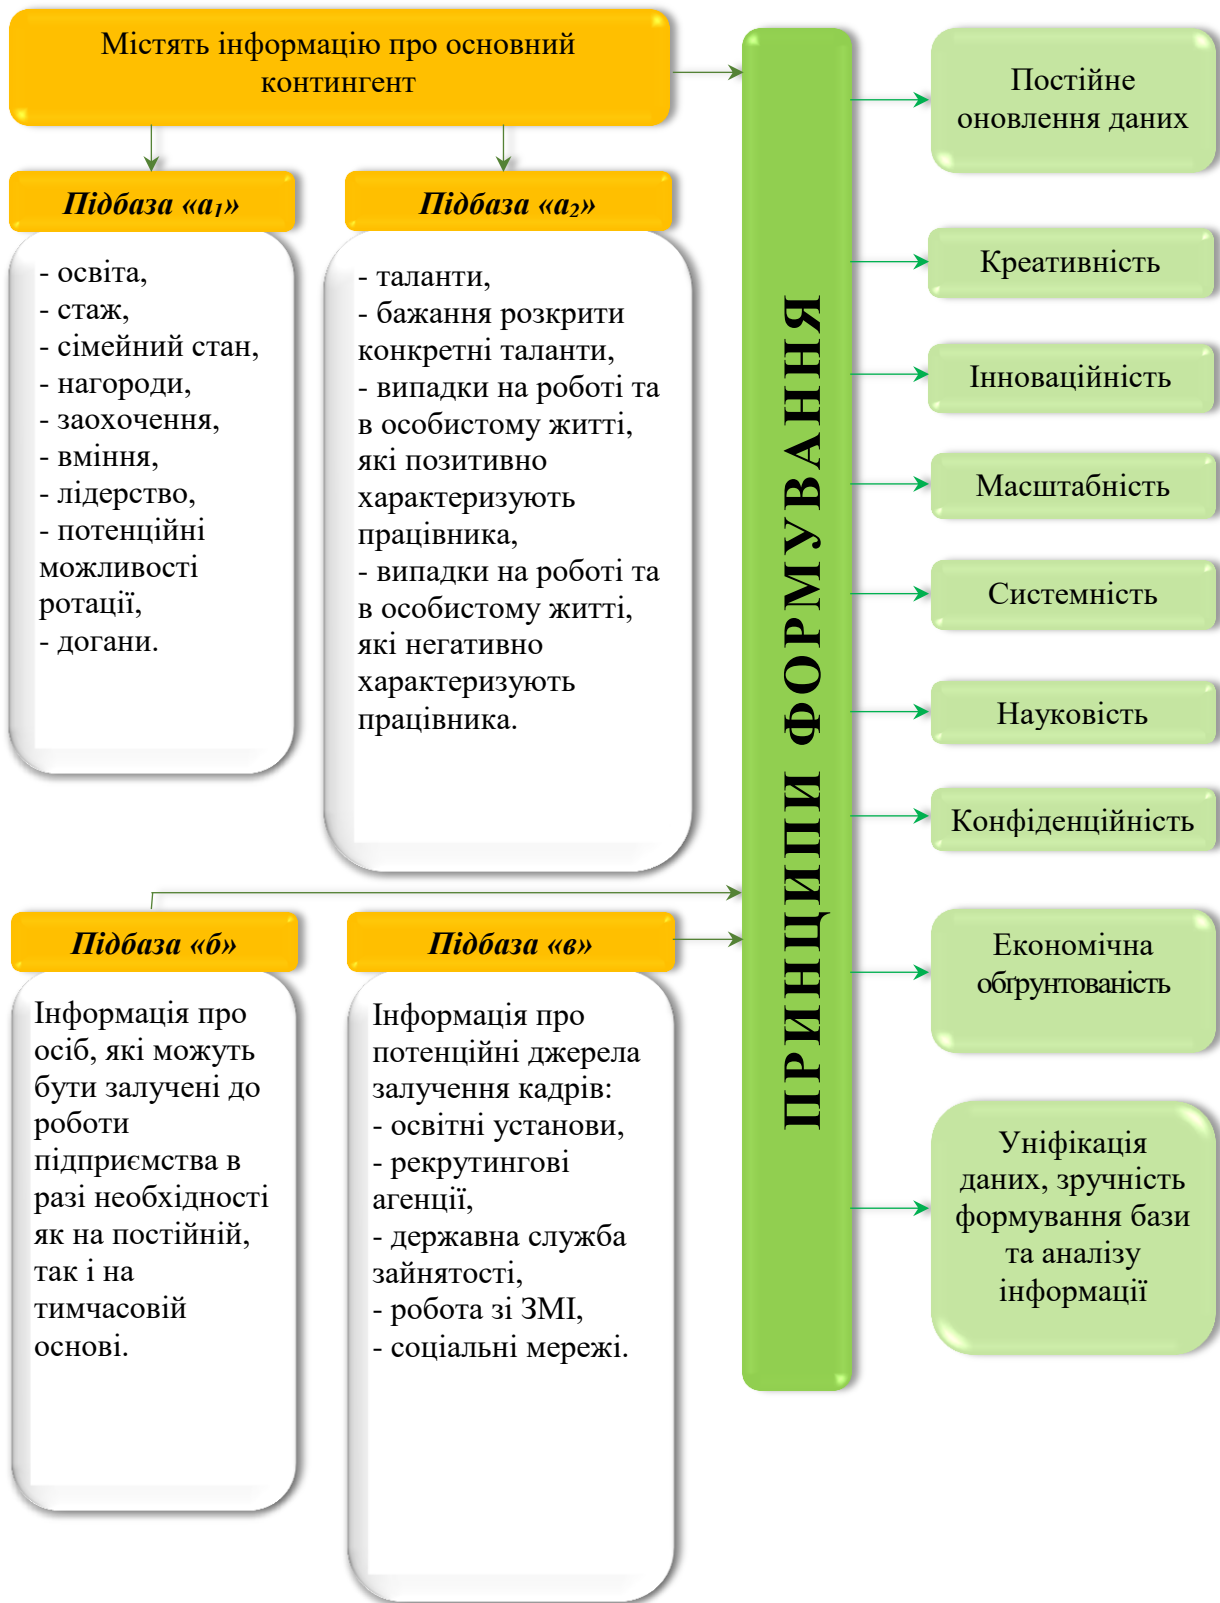 Містять інформацію про основний
контингент
Підбаза «а₁»
- освіта,
- стаж,
- сімейний стан,
- нагороди,
- заохочення,
- вміння,
- лідерство,
- потенційні
можливості
ротації,
- догани.
Підбаза «а₂»
- таланти,
- бажання розкрити
конкретні таланти,
- випадки на роботі та
в особистому житті,
які позитивно
характеризують
працівника,
- випадки на роботі та
в особистому житті,
які негативно
характеризують
працівника.
Підбаза «б»
Інформація про
осіб, які можуть
бути залучені до
роботи
підприємства в
разі необхідності
як на постійній,
так і на
тимчасовій
основі.
Підбаза «в»
Інформація про
потенційні джерела
залучення кадрів:
- освітні установи,
- рекрутингові
агенції,
- державна служба
зайнятості,
- робота зі ЗМІ,
- соціальні мережі.
ПРИНЦИПИ ФОРМУВАННЯ
Постійне
оновлення даних
Креативність
Інноваційність
Масштабність
Системність
Науковість
Конфіденційність
Економічна
обґрунтованість
Уніфікація
даних, зручність
формування бази
та аналізу
інформації